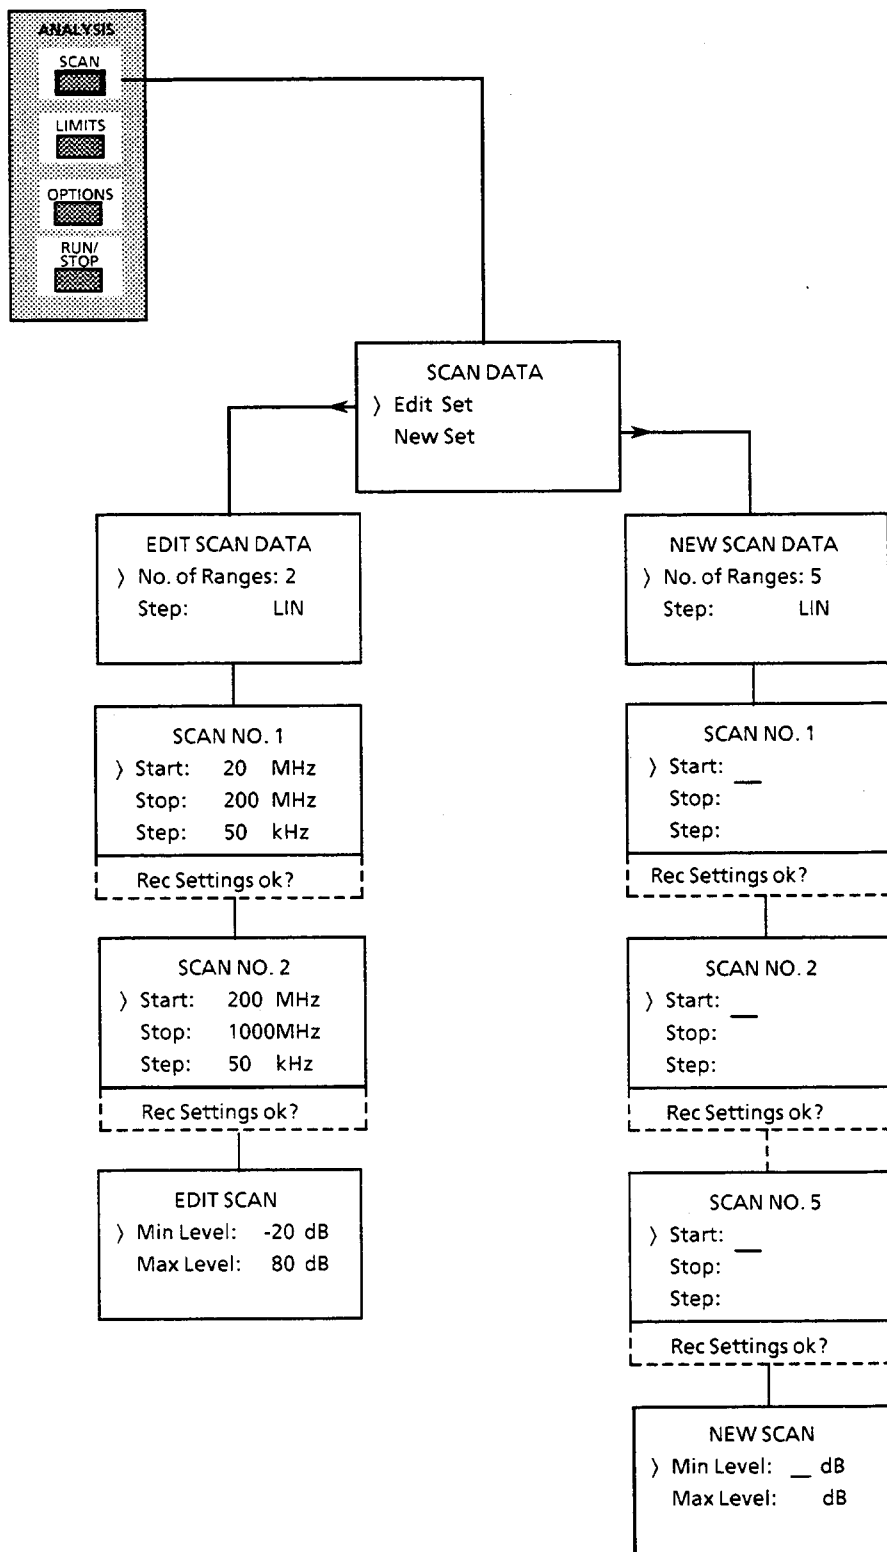 ANALYSIS
SCAN
LIMITS
OPTIONS
RUN/
STOP
SCAN DATA
⟩ Edit Set
New Set
EDIT SCAN DATA
⟩ No. of Ranges: 2
Step: LIN
SCAN NO. 1
⟩ Start: 20 MHz
Stop: 200 MHz
Step: 50 kHz
Rec Settings ok?
SCAN NO. 2
⟩ Start: 200 MHz
Stop: 1000MHz
Step: 50 kHz
Rec Settings ok?
EDIT SCAN
⟩ Min Level: -20 dB
Max Level: 80 dB
NEW SCAN DATA
⟩ No. of Ranges: 5
Step: LIN
SCAN NO. 1
⟩ Start: __
Stop:
Step:
Rec Settings ok?
SCAN NO. 2
⟩ Start: __
Stop:
Step:
Rec Settings ok?
SCAN NO. 5
⟩ Start: __
Stop:
Step:
Rec Settings ok?
NEW SCAN
⟩ Min Level: __ dB
Max Level: dB